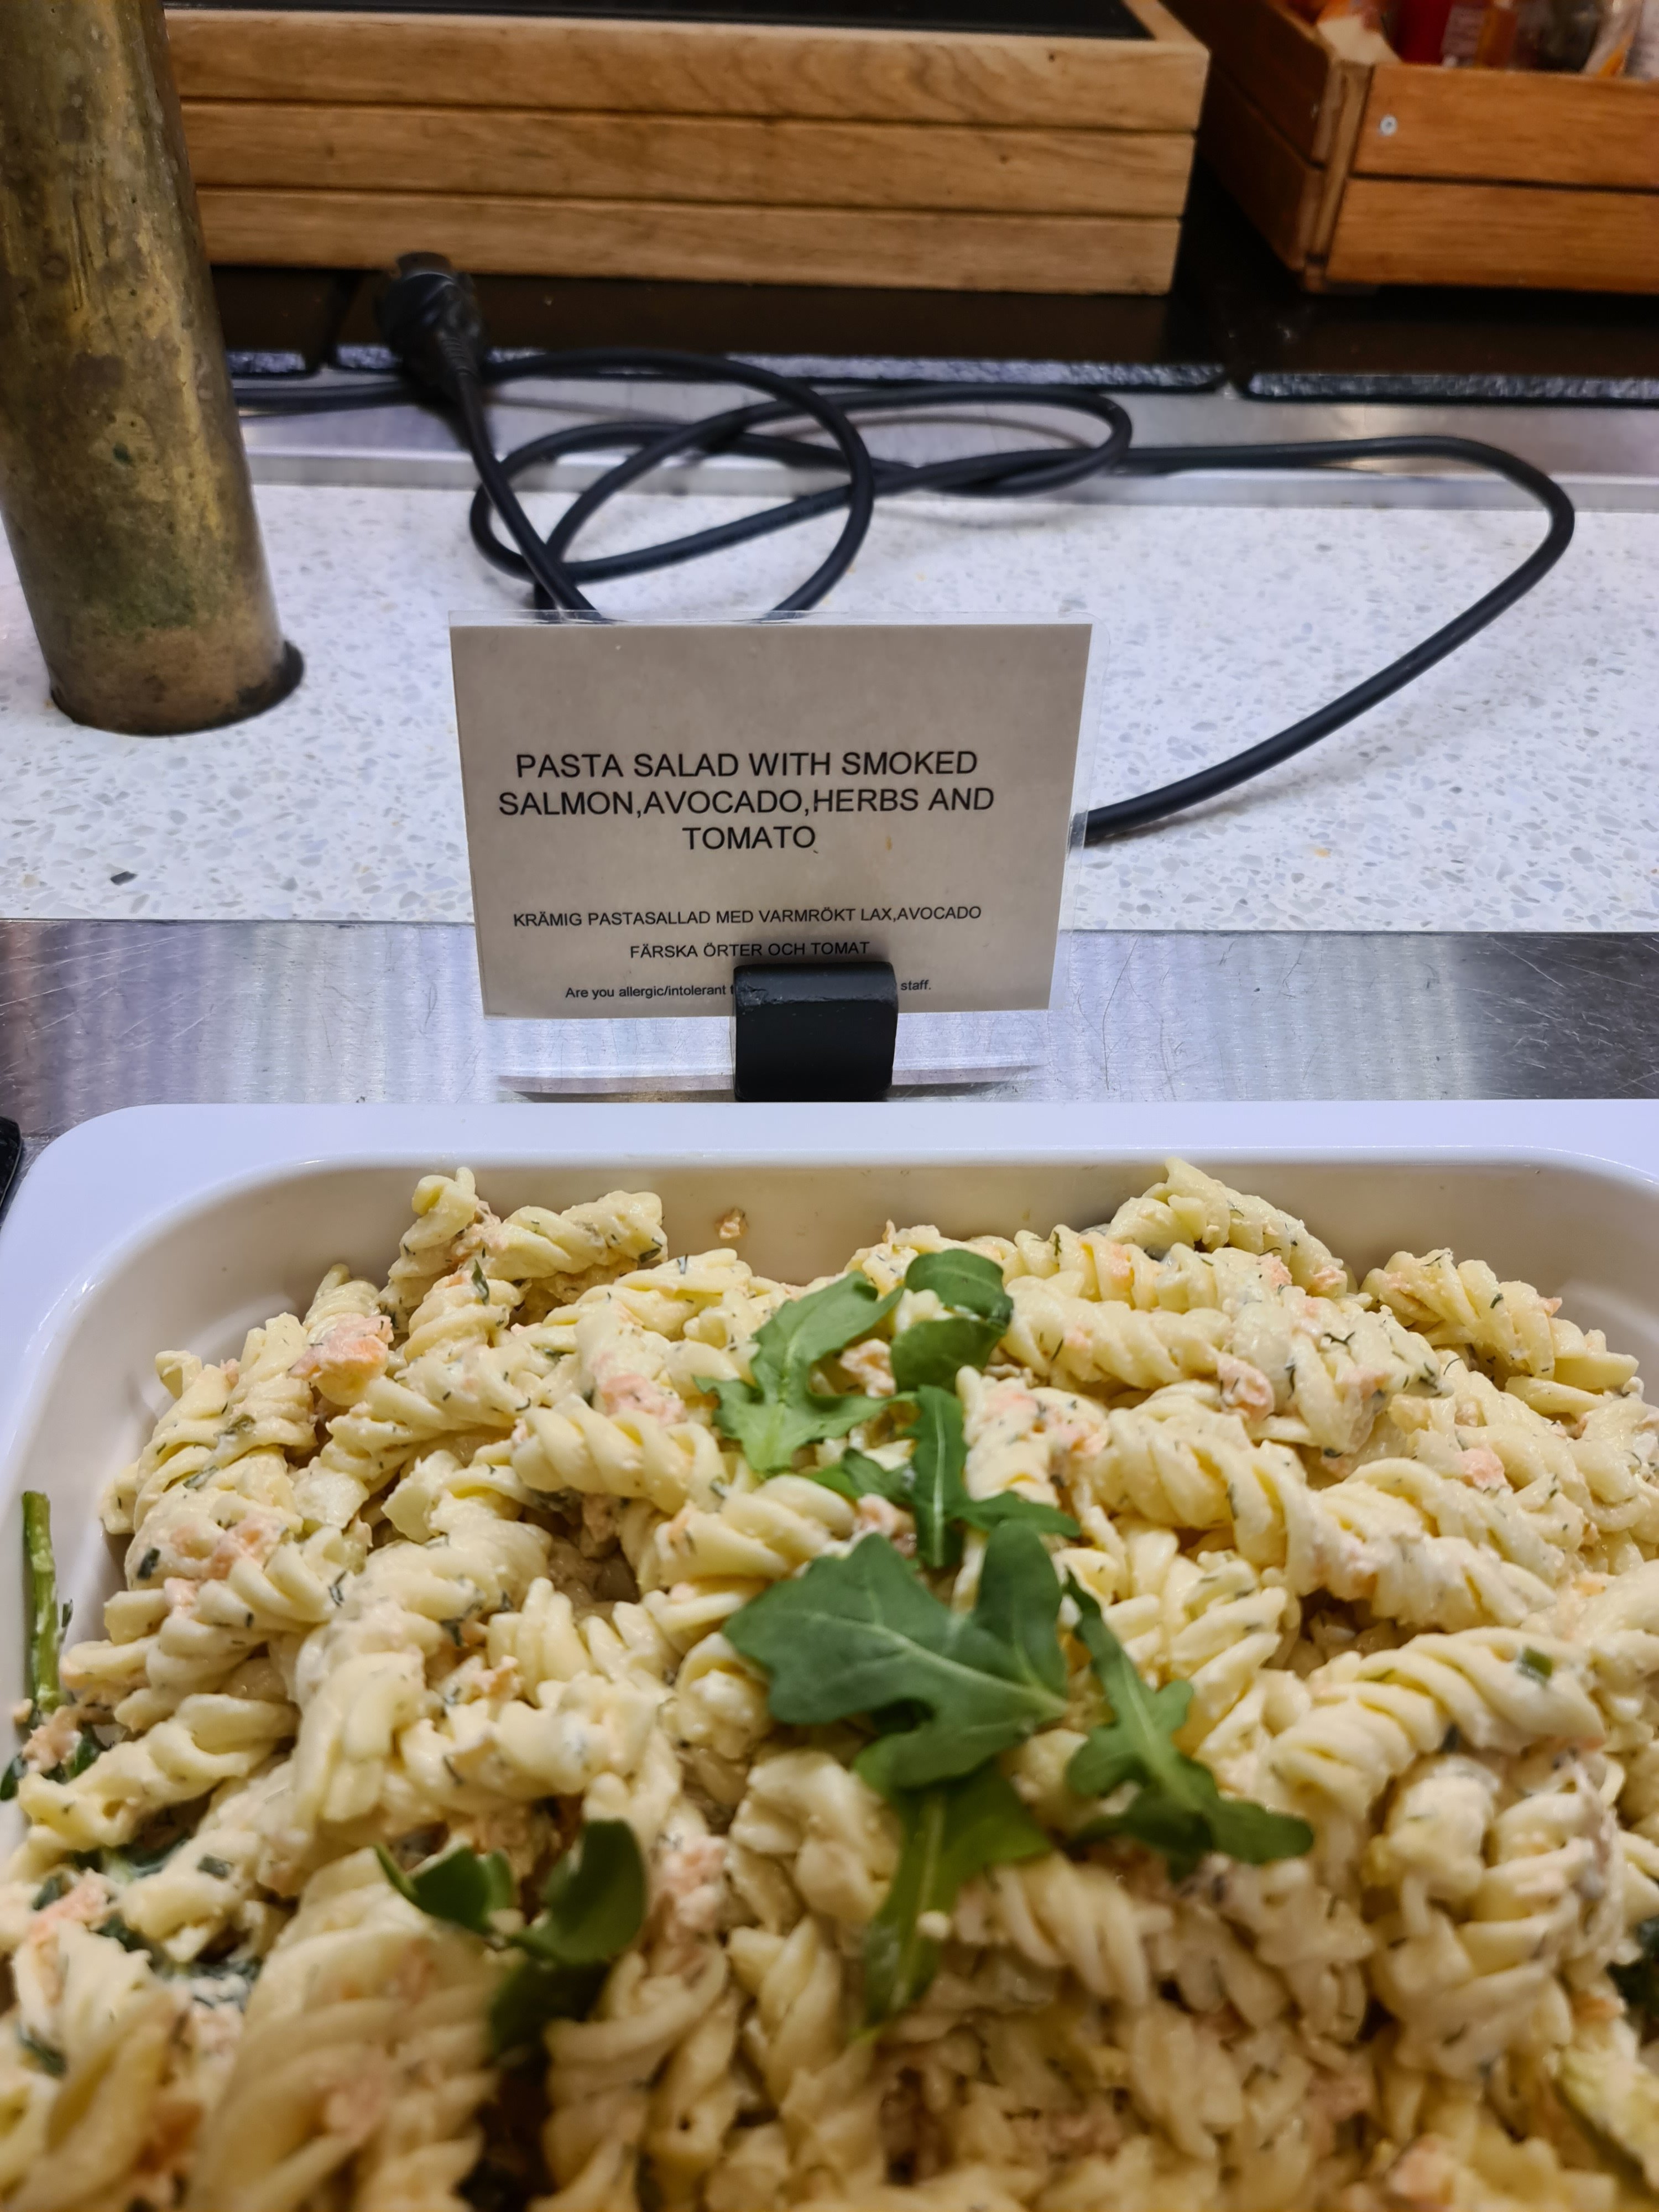 PASTA SALAD WITH SMOKED
SALMON,AVOCADO,HERBS AND
TOMATO
KRÄMIG PASTASALLAD MED VARMRÖKT LAX,AVOCADO
FÄRSKA ÖRTER OCH TOMAT
Are you allergic/intolerant staff.